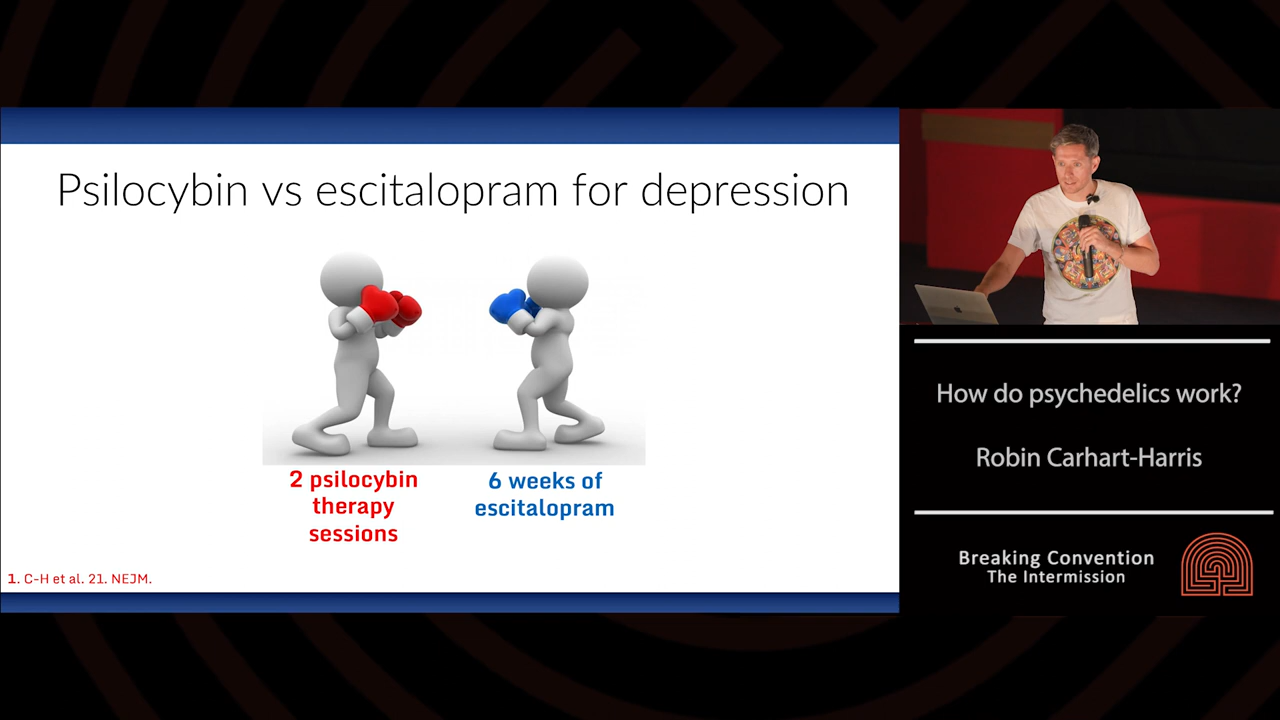 Psilocybin vs escitalopram for depression
2 psilocybin
therapy
sessions
6 weeks of
escitalopram
1. C-H et al. 21. NEJM.
How do psychedelics work?
Robin Carhart-Harris
Breaking Convention
The Intermission